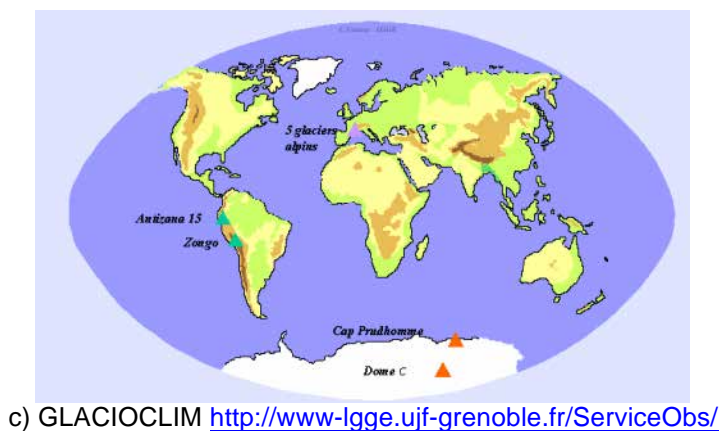 5 glaciers
alpins
Antizana 15
Zongo
Cap Prudhomme
Dome C
c) GLACIOCLIM http://www-lgge.ujf-grenoble.fr/ServiceObs/